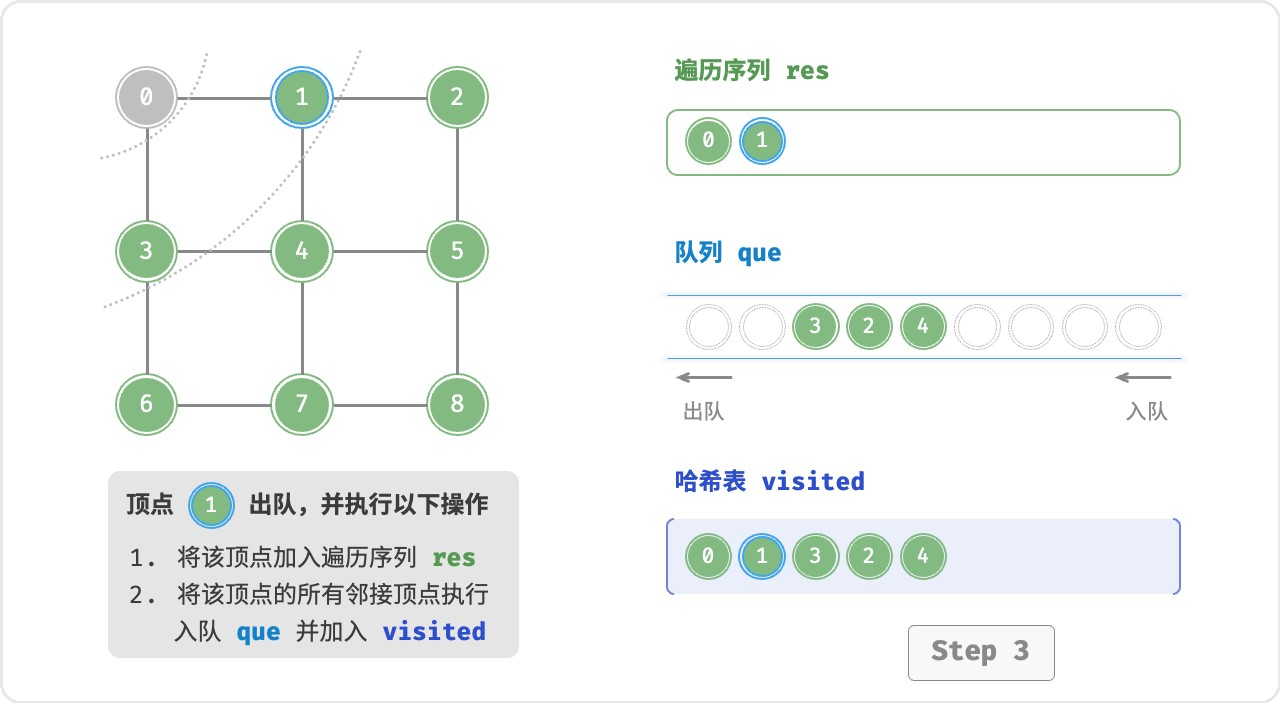 0 1 2
3 4 5
6 7 8
顶点 1 出队，并执行以下操作
1. 将该顶点加入遍历序列 res
2. 将该顶点的所有邻接顶点执行
入队 que 并加入 visited
遍历序列 res
0 1
队列 que
3 2 4
出队 入队
哈希表 visited
0 1 3 2 4
Step 3